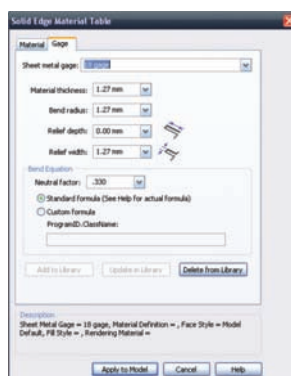 Solid Edge Material Table
Material Gage
Sheet metal gage: 18 gage
Material thickness: 1.27 mm
Bend radius: 1.27 mm
Relief depth: 0.00 mm
Relief width: 1.27 mm
Bend Equation
Neutral factor: .330
Standard formula (See Help for actual formula)
Custom formula
ProgramID.ClassName:
Add to Library Update in Library Delete from Library
Description
Sheet Metal Gage = 18 gage, Material Definition = , Face Style = Model
Default, Fill Style = , Rendering Material =
Apply to Model Cancel Help